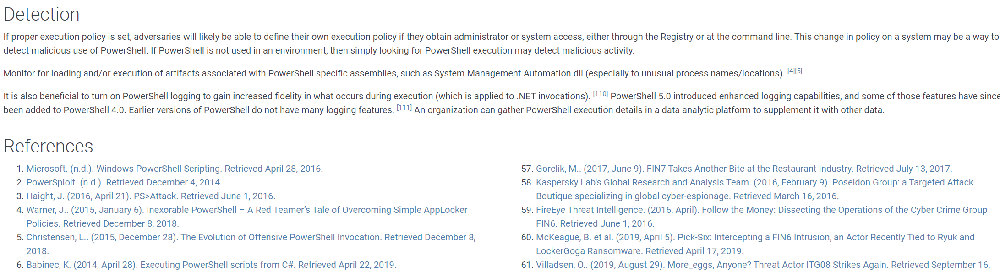 Detection
If proper execution policy is set, adversaries will likely be able to define their own execution policy if they obtain administrator or system access, either through the Registry or at the command line. This change in policy on a system may be a way to
detect malicious use of PowerShell. If PowerShell is not used in an environment, then simply looking for PowerShell execution may detect malicious activity.
Monitor for loading and/or execution of artifacts associated with PowerShell specific assemblies, such as System.Management.Automation.dll (especially to unusual process names/locations). [4][5]
It is also beneficial to turn on PowerShell logging to gain increased fidelity in what occurs during execution (which is applied to .NET invocations). [110] PowerShell 5.0 introduced enhanced logging capabilities, and some of those features have since
been added to PowerShell 4.0. Earlier versions of PowerShell do not have many logging features. [111] An organization can gather PowerShell execution details in a data analytic platform to supplement it with other data.
References
1. Microsoft. (n.d.). Windows PowerShell Scripting. Retrieved April 28, 2016.
2. PowerSploit. (n.d.). Retrieved December 4, 2014.
3. Haight, J. (2016, April 21). PS>Attack. Retrieved June 1, 2016.
4. Warner, J.. (2015, January 6). Inexorable PowerShell – A Red Teamer’s Tale of Overcoming Simple AppLocker
Policies. Retrieved December 8, 2018.
5. Christensen, L.. (2015, December 28). The Evolution of Offensive PowerShell Invocation. Retrieved December 8,
2018.
6. Babinec, K. (2014, April 28). Executing PowerShell scripts from C#. Retrieved April 22, 2019.
57. Gorelik, M.. (2017, June 9). FIN7 Takes Another Bite at the Restaurant Industry. Retrieved July 13, 2017.
58. Kaspersky Lab's Global Research and Analysis Team. (2016, February 9). Poseidon Group: a Targeted Attack
Boutique specializing in global cyber-espionage. Retrieved March 16, 2016.
59. FireEye Threat Intelligence. (2016, April). Follow the Money: Dissecting the Operations of the Cyber Crime Group
FIN6. Retrieved June 1, 2016.
60. McKeague, B. et al. (2019, April 5). Pick-Six: Intercepting a FIN6 Intrusion, an Actor Recently Tied to Ryuk and
LockerGoga Ransomware. Retrieved April 17, 2019.
61. Villadsen, O.. (2019, August 29). More_eggs, Anyone? Threat Actor ITG08 Strikes Again. Retrieved September 16,